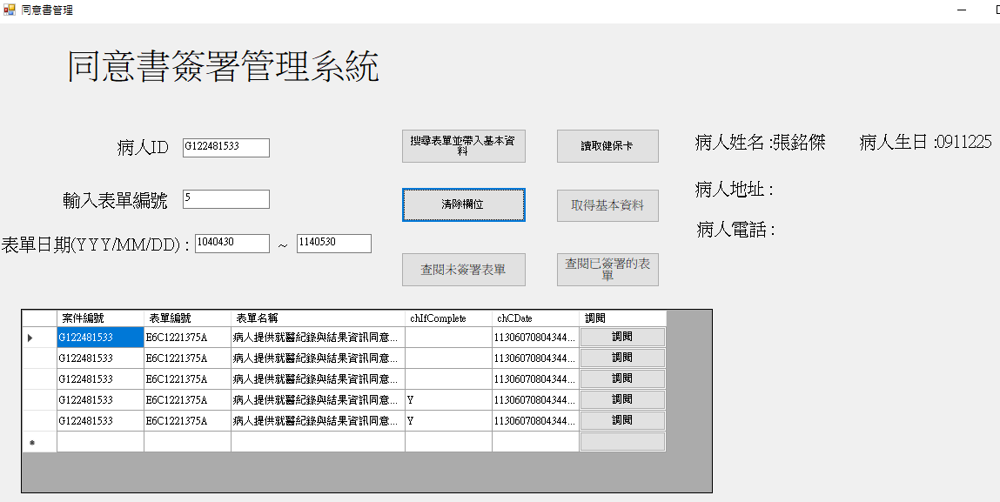 同意書管理
同意書簽署管理系統
病人ID G122481533 搜尋表單並帶入基本資料 讀取健保卡 病人姓名 :張銘傑 病人生日 :0911225
輸入表單編號 5 清除欄位 取得基本資料 病人地址 :
表單日期(YYY/MM/DD) : 1040430 ~ 1140530 病人電話 :
查閱未簽署表單 查閱已簽署的表單
案件編號 表單編號 表單名稱 chIfComplete chCDate 調閱
G122481533 E6C1221375A 病人提供就醫紀錄與結果資訊同意... 11306070804344... 調閱
G122481533 E6C1221375A 病人提供就醫紀錄與結果資訊同意... 11306070804344... 調閱
G122481533 E6C1221375A 病人提供就醫紀錄與結果資訊同意... 11306070804344... 調閱
G122481533 E6C1221375A 病人提供就醫紀錄與結果資訊同意... Y 11306070804344... 調閱
G122481533 E6C1221375A 病人提供就醫紀錄與結果資訊同意... Y 11306070804344... 調閱